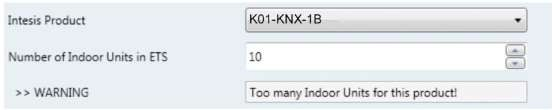 Intesis Product K01-KNX-1B
Number of Indoor Units in ETS 10
>> WARNING Too many Indoor Units for this product!